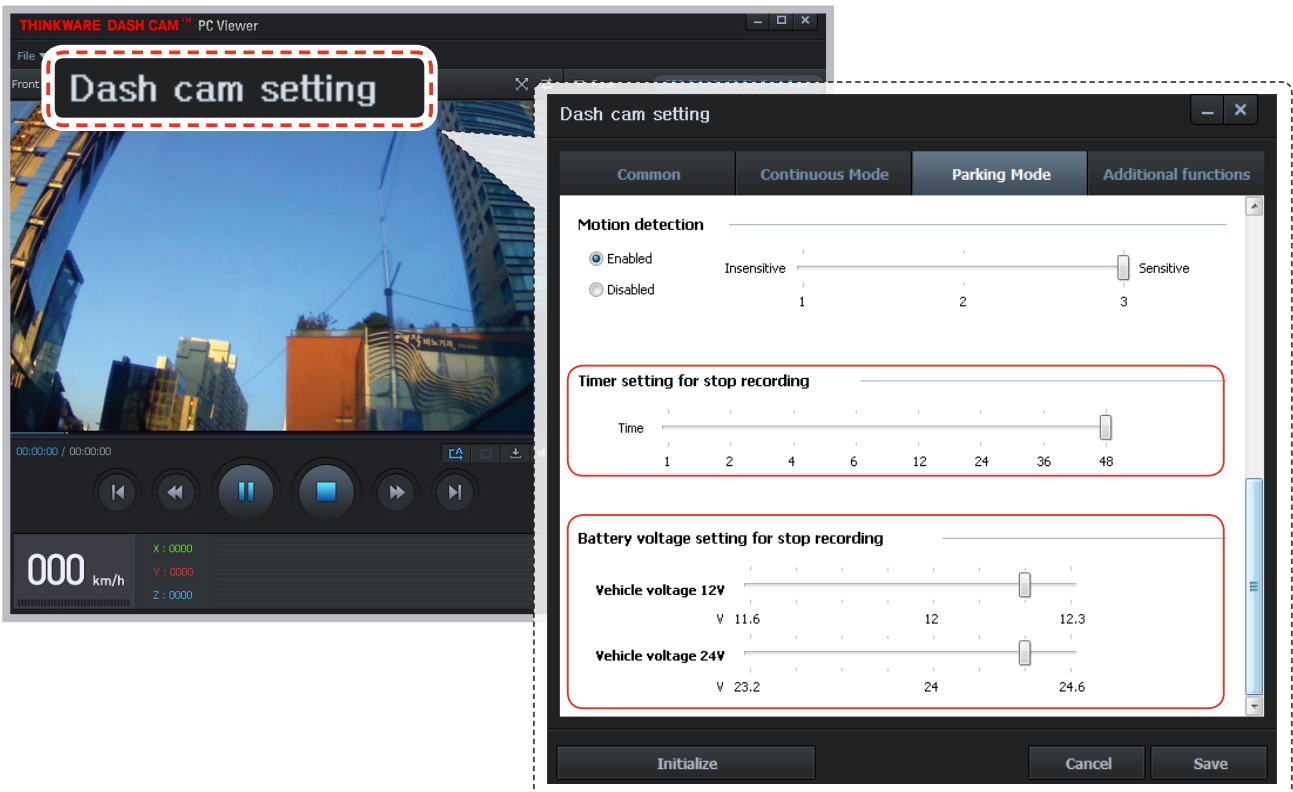 THINKWARE DASH CAM™ PC Viewer
File
Front
Dash cam setting
00:00:00 / 00:00:00
000 km/h
X : 0000
Y : 0000
Z : 0000
Dash cam setting
Common Continuous Mode Parking Mode Additional functions
Motion detection
Enabled
Disabled
Insensitive Sensitive
1 2 3
Timer setting for stop recording
Time
1 2 4 6 12 24 36 48
Battery voltage setting for stop recording
Vehicle voltage 12V
V 11.6 12 12.3
Vehicle voltage 24V
V 23.2 24 24.6
Initialize Cancel Save